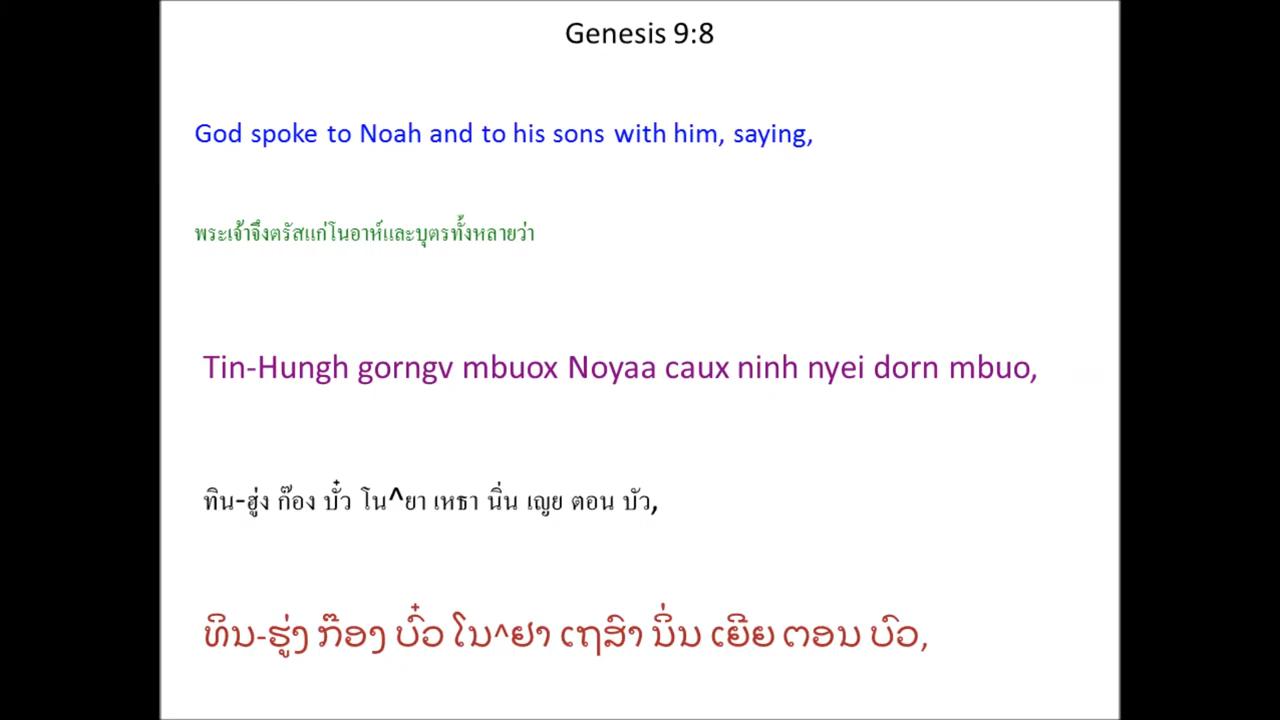 Genesis 9:8
God spoke to Noah and to his sons with him, saying,
พระเจ้าจึงตรัสแก่โนอาห์และบุตรทั้งหลายว่า
Tin-Hungh gorngv mbuox Noyaa caux ninh nyei dorn mbuo,
ทิน-ฮู่ง ก๊อง บั๋ว โน^ยา เหธา นิ่น เญย ตอน บัว,
ທິນ-ຮູ່ງ ກ໊ອງ ບົ໋ວ ໂນ^ຢາ ເຖສົາ ນິ່ນ ເຍີຍ ຕອນ ບົວ,